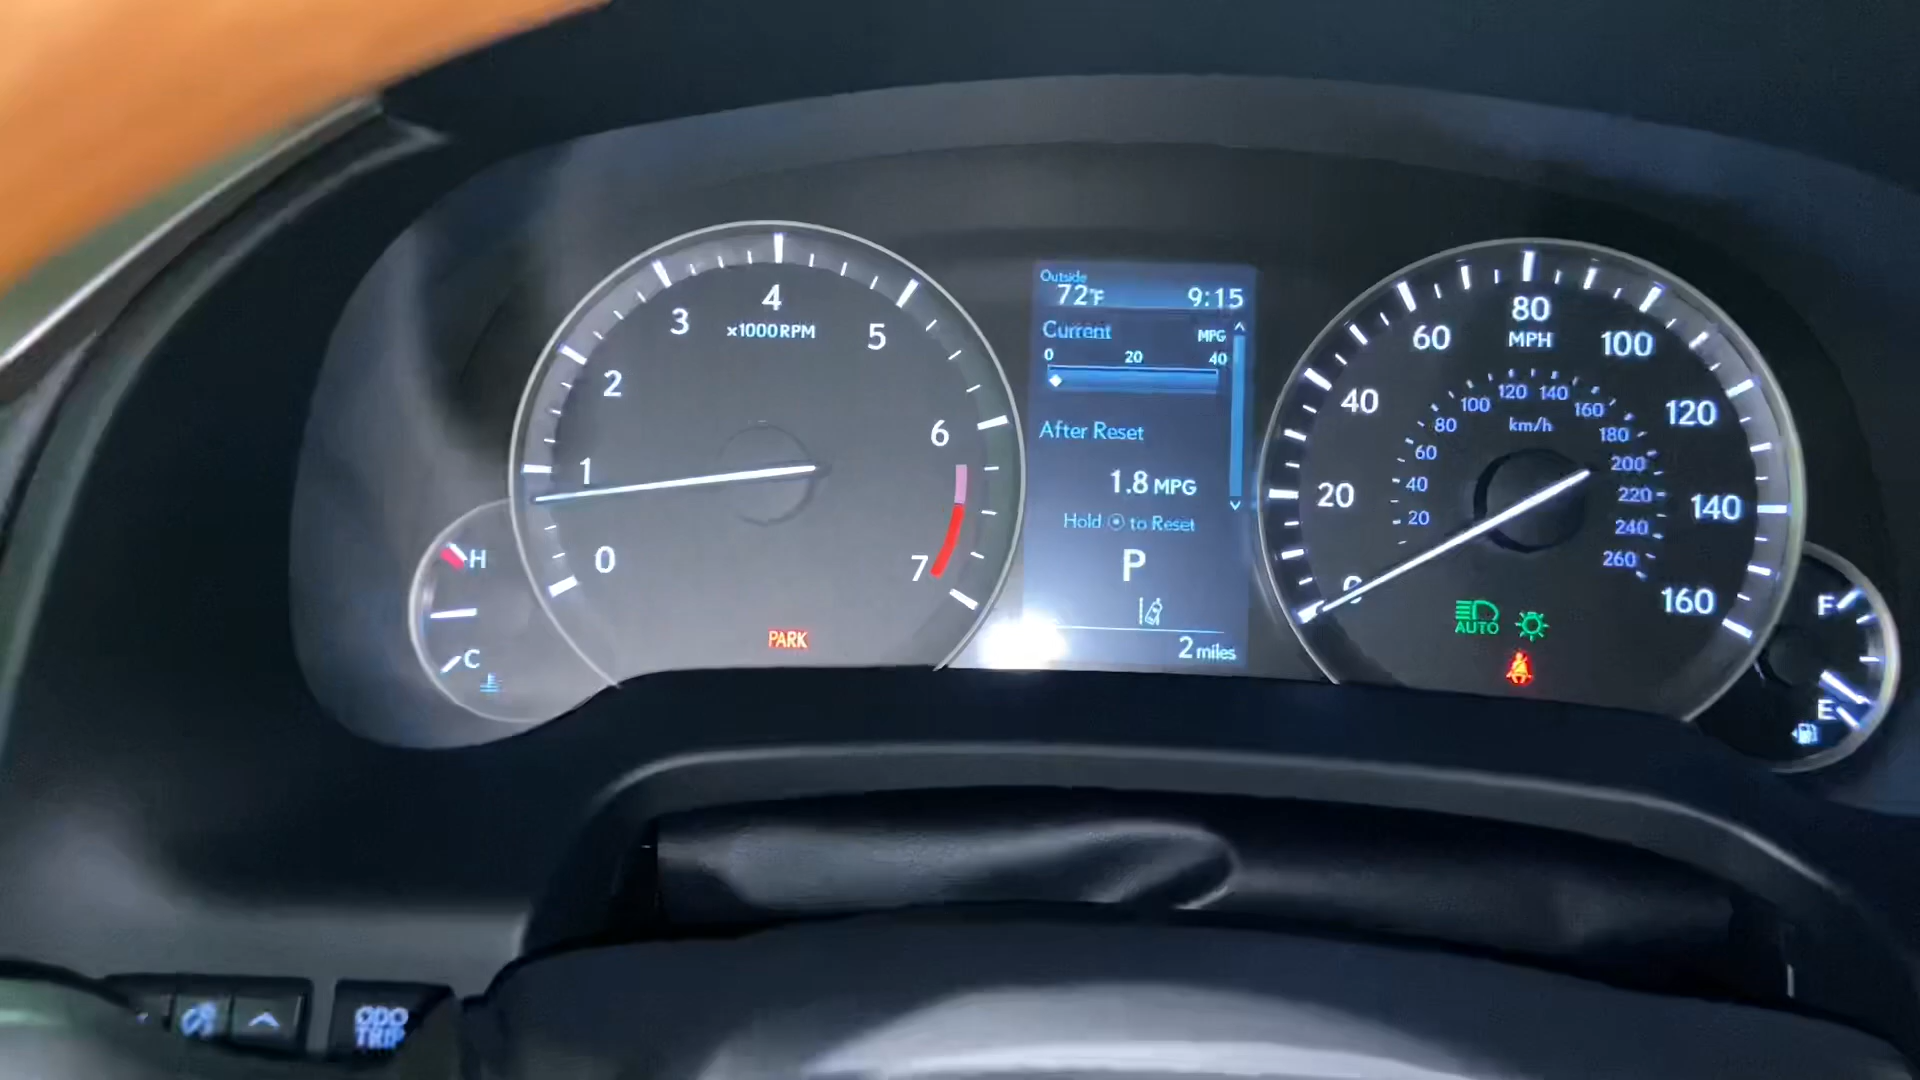 4
3
5
x1000RPM
2
6
1
0
7
H
C
PARK
Outside
72°F 9:15
Current MPG
0 20 40
After Reset
1.8 MPG
Hold to Reset
P
2 miles
80
MPH
60
100
40
120
20
140
0
160
120 140
100 160
80 km/h 180
60 200
40 220
20 240
260
AUTO
F
E
ODO
TRIP